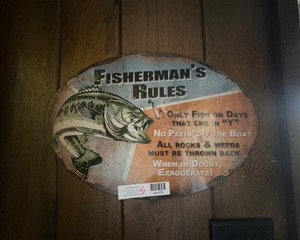 FISHERMAN'S
RULES
ONLY FISH ON DAYS
THAT END IN "Y"
NO PEEIN' OFF THE BOAT
ALL ROCKS & WEEDS
MUST BE THROWN BACK
WHEN IN DOUBT,
EXAGGERATE!